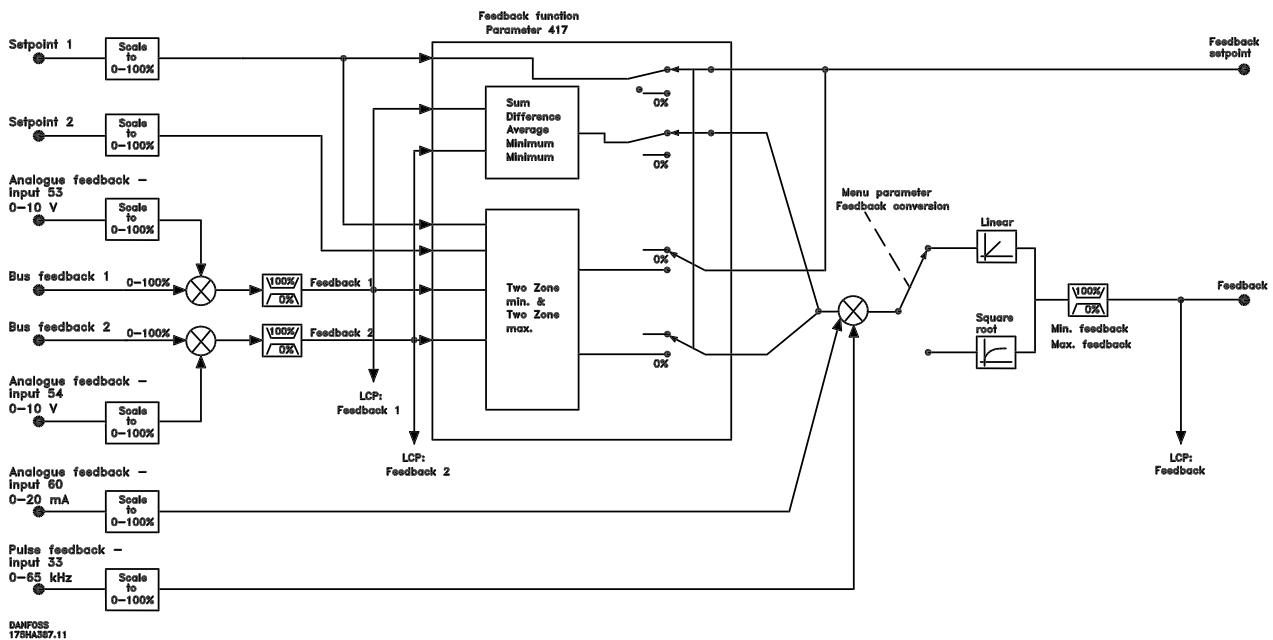 Feedback function
Parameter 417
Setpoint 1
Scale
to
0-100%
Feedback
setpoint
0%
Sum
Difference
Average
Minimum
Minimum
Setpoint 2
Scale
to
0-100%
0%
Analogue feedback -
input 53
0-10 V
Scale
to
0-100%
Menu parameter
Feedback conversion
Linear
0%
Bus feedback 1
0-100%
100%
0%
Feedback 1
Two Zone
min. &
Two Zone
max.
Bus feedback 2
0-100%
100%
0%
Feedback 2
0%
Square
root
100%
0%
Min. feedback
Max. feedback
Feedback
Analogue feedback -
input 54
0-10 V
Scale
to
0-100%
LCP:
Feedback 1
LCP:
Feedback 2
LCP:
Feedback
Analogue feedback -
input 60
0-20 mA
Scale
to
0-100%
Pulse feedback -
input 33
0-65 kHz
Scale
to
0-100%
DANFOSS
175HA387.11